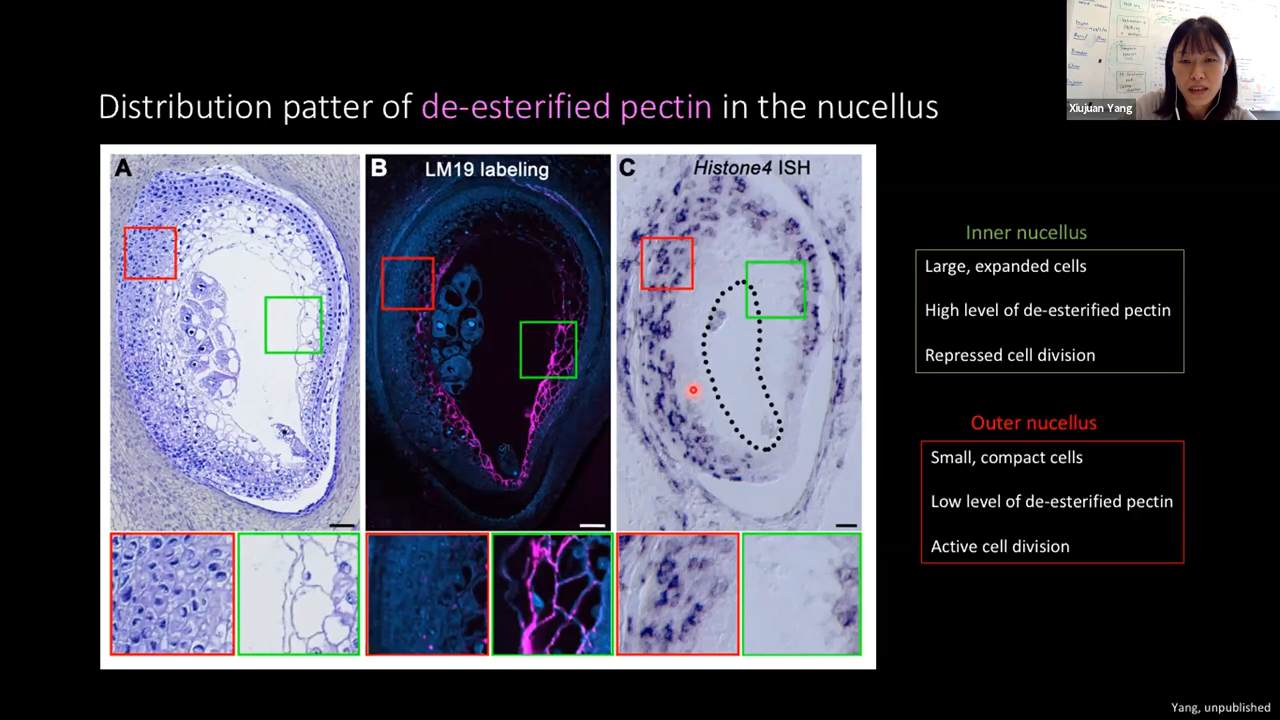 Xiujuan Yang
Distribution patter of de-esterified pectin in the nucellus
A
B
LM19 labeling
C
Histone4 ISH
Inner nucellus
Large, expanded cells
High level of de-esterified pectin
Repressed cell division
Outer nucellus
Small, compact cells
Low level of de-esterified pectin
Active cell division
Yang, unpublished